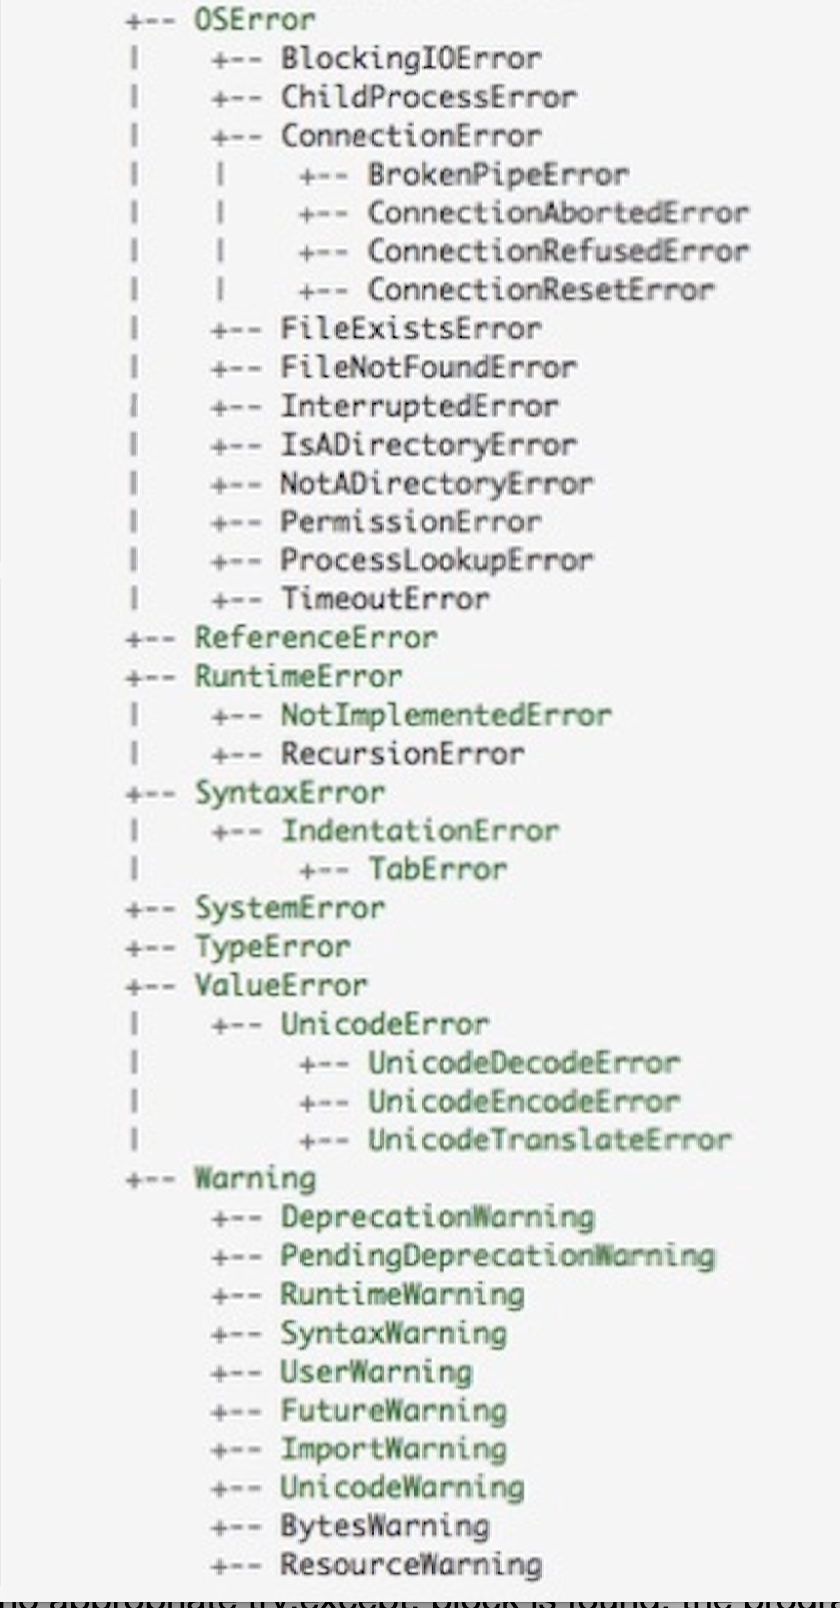 +-- OSError
|    +-- BlockingIOError
|    +-- ChildProcessError
|    +-- ConnectionError
|    |    +-- BrokenPipeError
|    |    +-- ConnectionAbortedError
|    |    +-- ConnectionRefusedError
|    |    +-- ConnectionResetError
|    +-- FileExistsError
|    +-- FileNotFoundError
|    +-- InterruptedError
|    +-- IsADirectoryError
|    +-- NotADirectoryError
|    +-- PermissionError
|    +-- ProcessLookupError
|    +-- TimeoutError
+-- ReferenceError
+-- RuntimeError
|    +-- NotImplementedError
|    +-- RecursionError
+-- SyntaxError
|    +-- IndentationError
|         +-- TabError
+-- SystemError
+-- TypeError
+-- ValueError
|    +-- UnicodeError
|         +-- UnicodeDecodeError
|         +-- UnicodeEncodeError
|         +-- UnicodeTranslateError
+-- Warning
     +-- DeprecationWarning
     +-- PendingDeprecationWarning
     +-- RuntimeWarning
     +-- SyntaxWarning
     +-- UserWarning
     +-- FutureWarning
     +-- ImportWarning
     +-- UnicodeWarning
     +-- BytesWarning
     +-- ResourceWarning